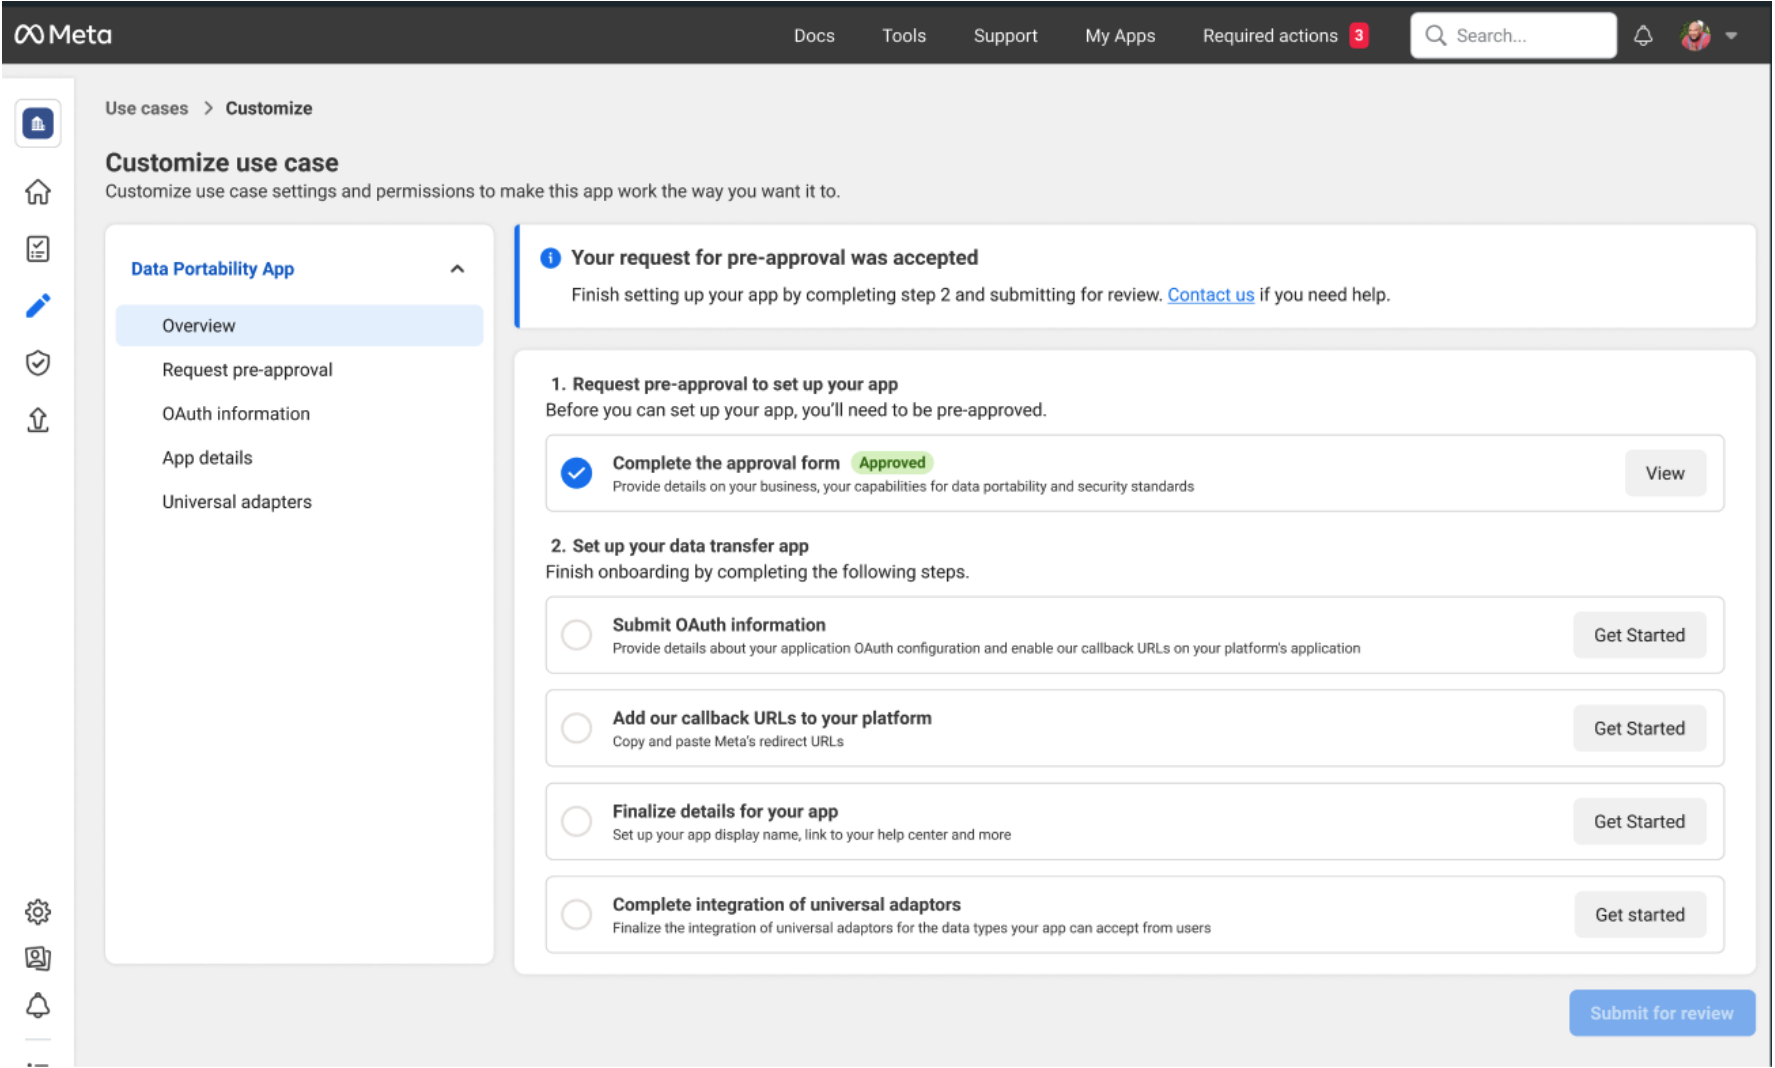 Meta
Docs
Tools
Support
My Apps
Required actions 3
Search...
Use cases > Customize
Customize use case
Customize use case settings and permissions to make this app work the way you want it to.
Data Portability App
Overview
Request pre-approval
OAuth information
App details
Universal adapters
Your request for pre-approval was accepted
Finish setting up your app by completing step 2 and submitting for review. Contact us if you need help.
1. Request pre-approval to set up your app
Before you can set up your app, you’ll need to be pre-approved.
Complete the approval form Approved
Provide details on your business, your capabilities for data portability and security standards
View
2. Set up your data transfer app
Finish onboarding by completing the following steps.
Submit OAuth information
Provide details about your application OAuth configuration and enable our callback URLs on your platform's application
Get Started
Add our callback URLs to your platform
Copy and paste Meta's redirect URLs
Get Started
Finalize details for your app
Set up your app display name, link to your help center and more
Get Started
Complete integration of universal adaptors
Finalize the integration of universal adaptors for the data types your app can accept from users
Get started
Submit for review